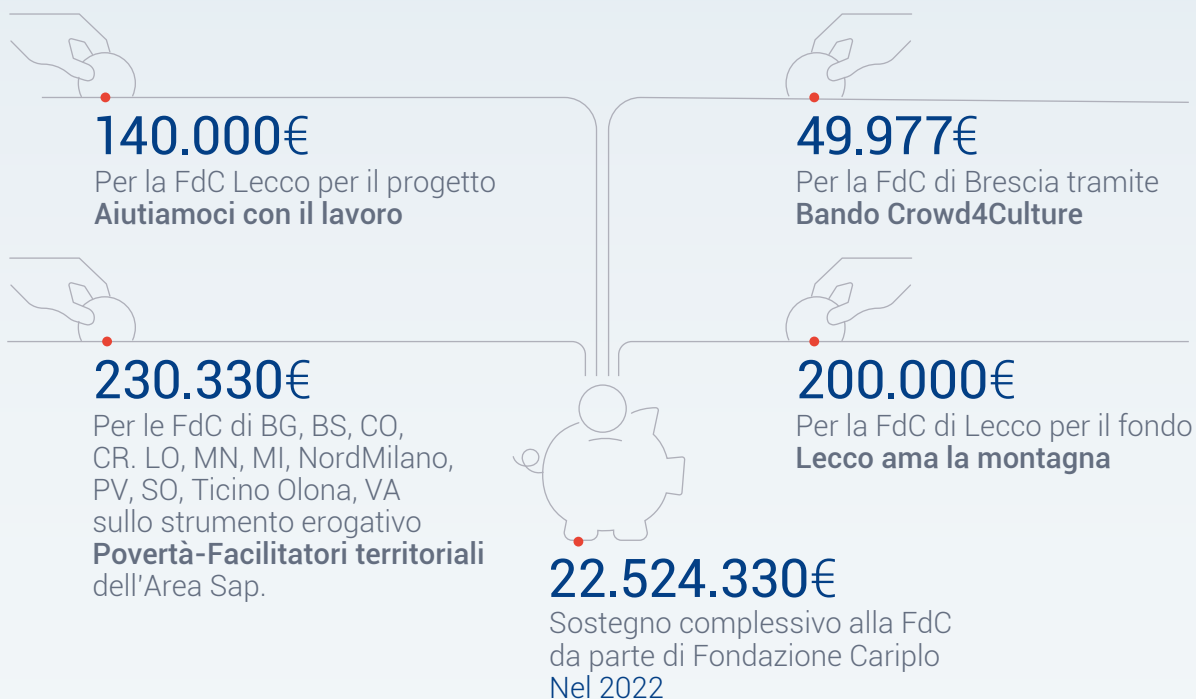 140.000€
Per la FdC Lecco per il progetto
Aiutiamoci con il lavoro
49.977€
Per la FdC di Brescia tramite
Bando Crowd4Culture
230.330€
Per le FdC di BG, BS, CO,
CR. LO, MN, MI, NordMilano,
PV, SO, Ticino Olona, VA
sullo strumento erogativo
Povertà-Facilitatori territoriali
dell'Area Sap.
200.000€
Per la FdC di Lecco per il fondo
Lecco ama la montagna
22.524.330€
Sostegno complessivo alla FdC
da parte di Fondazione Cariplo
Nel 2022